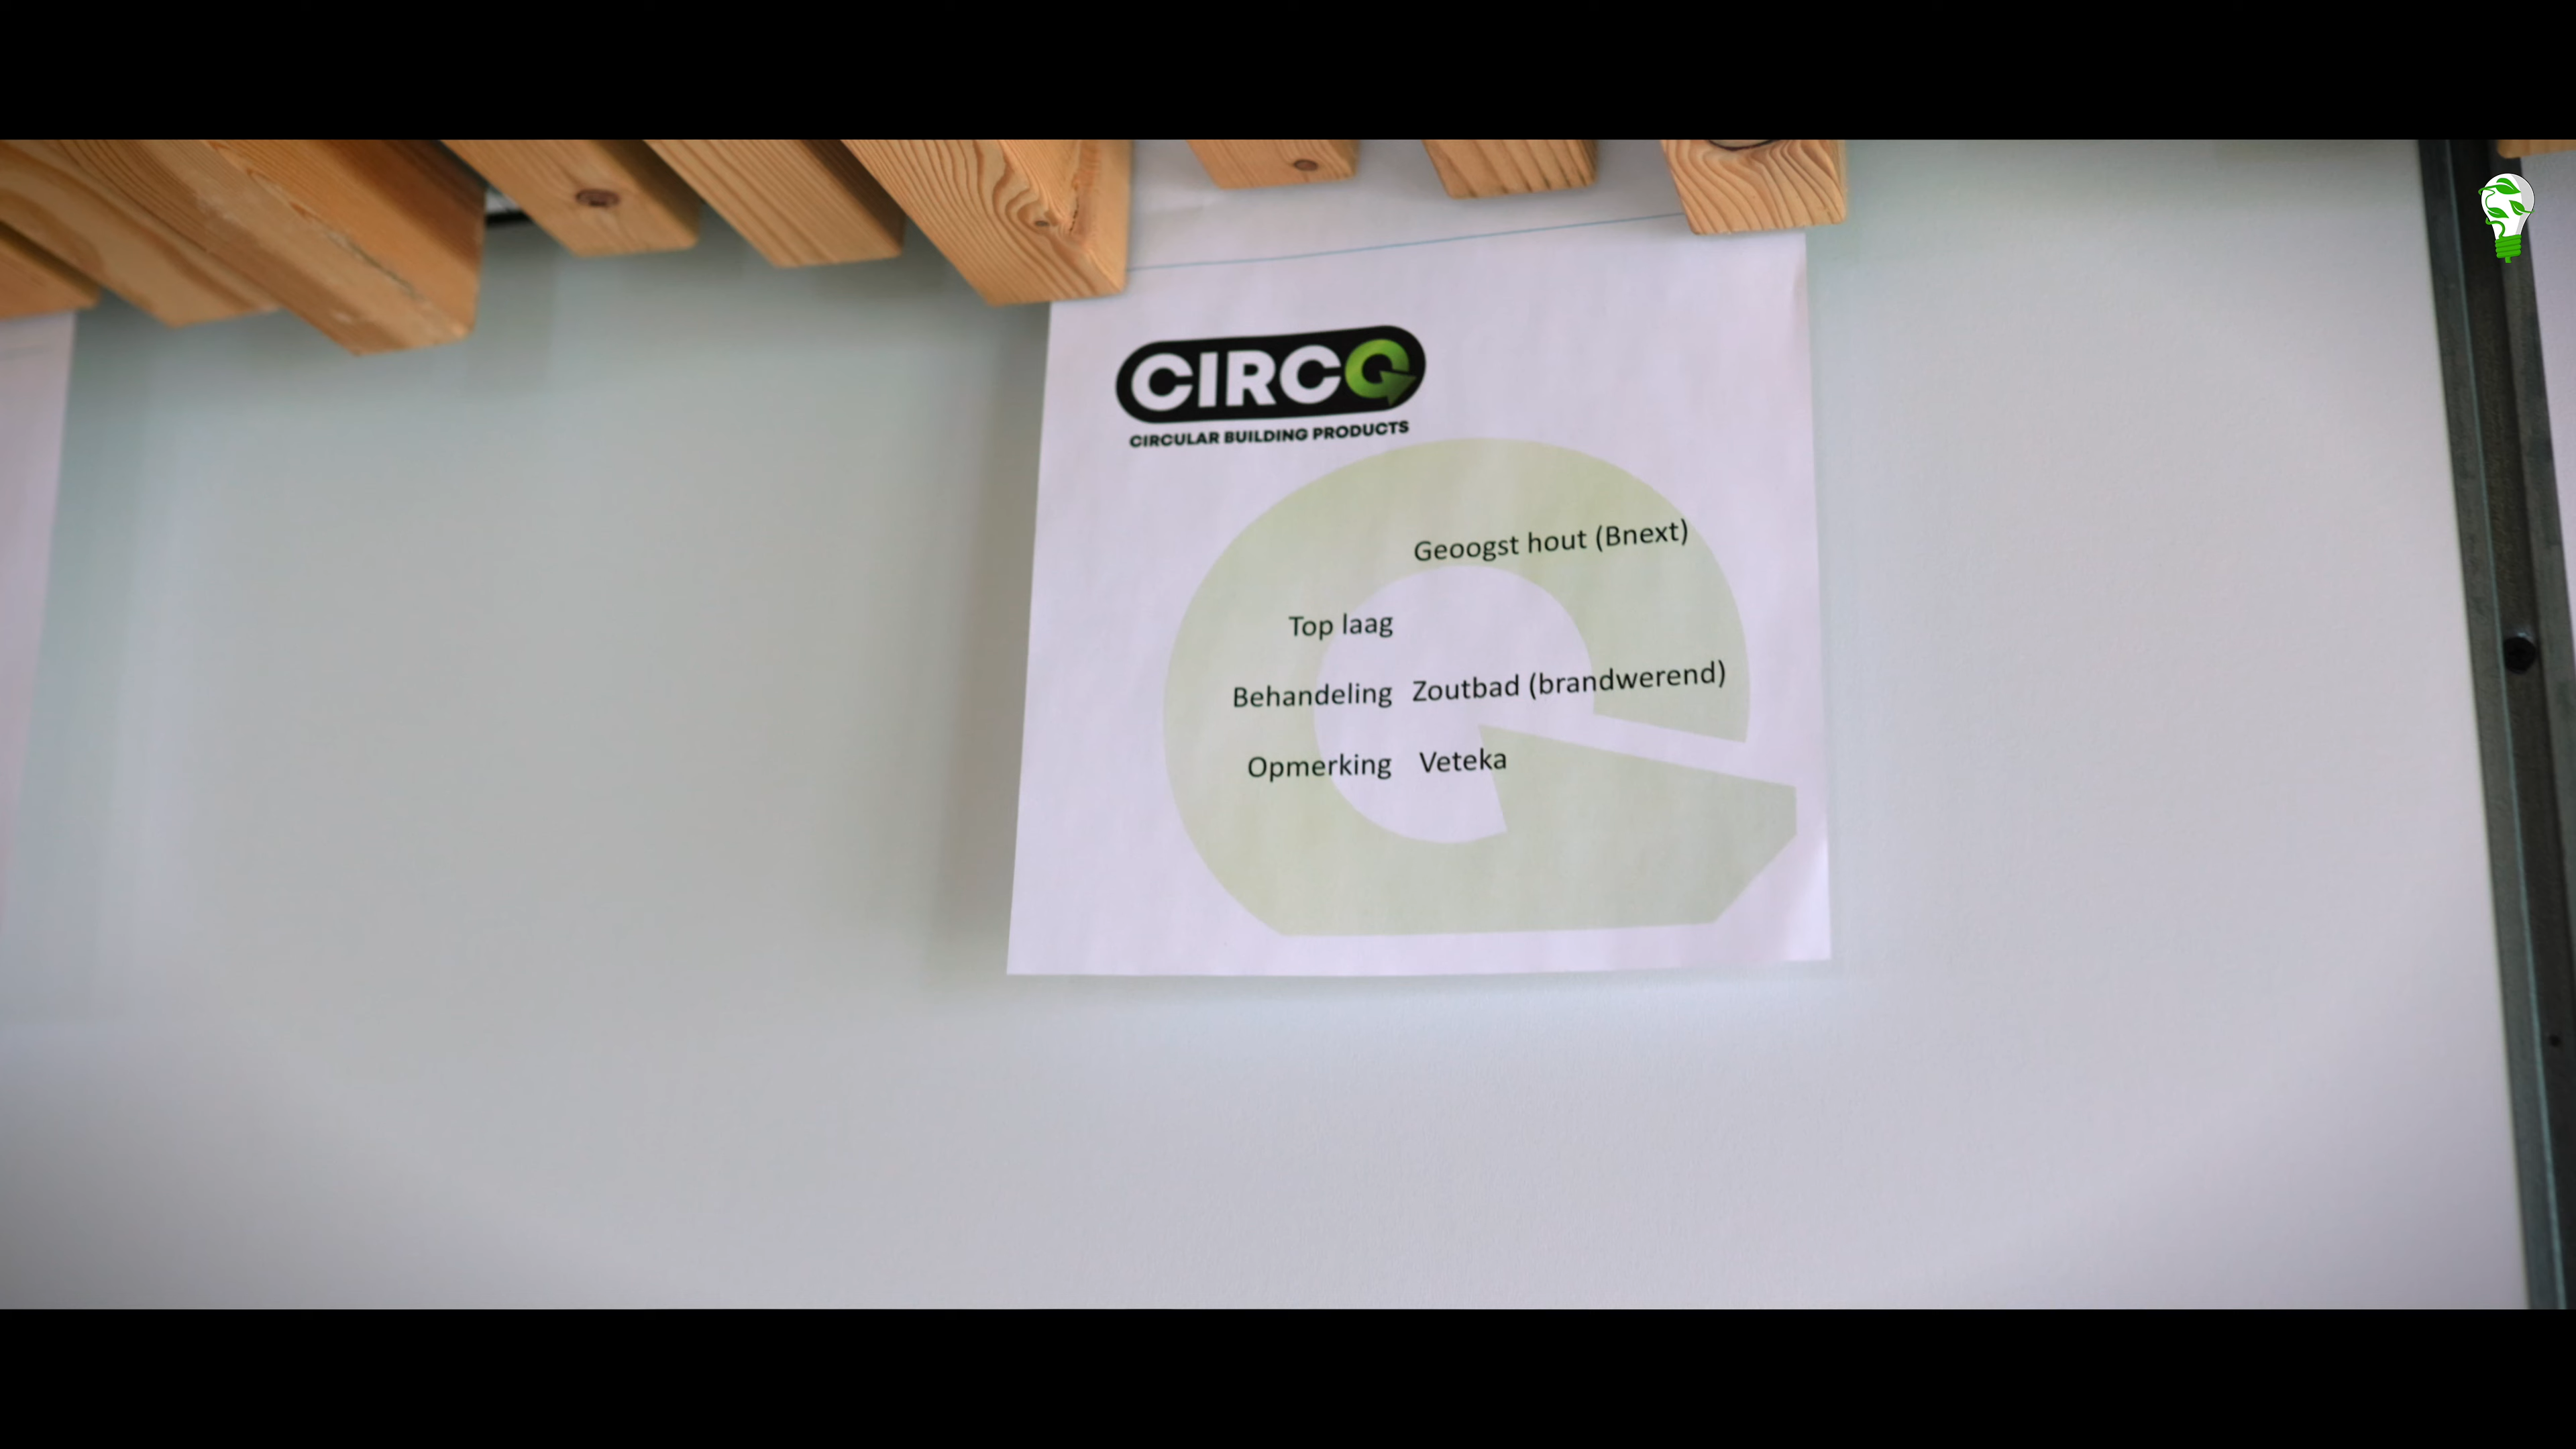 CIRCQ
CIRCULAR BUILDING PRODUCTS
Geoogst hout (Bnext)
Top laag
Behandeling Zoutbad (brandwerend)
Opmerking Veteka